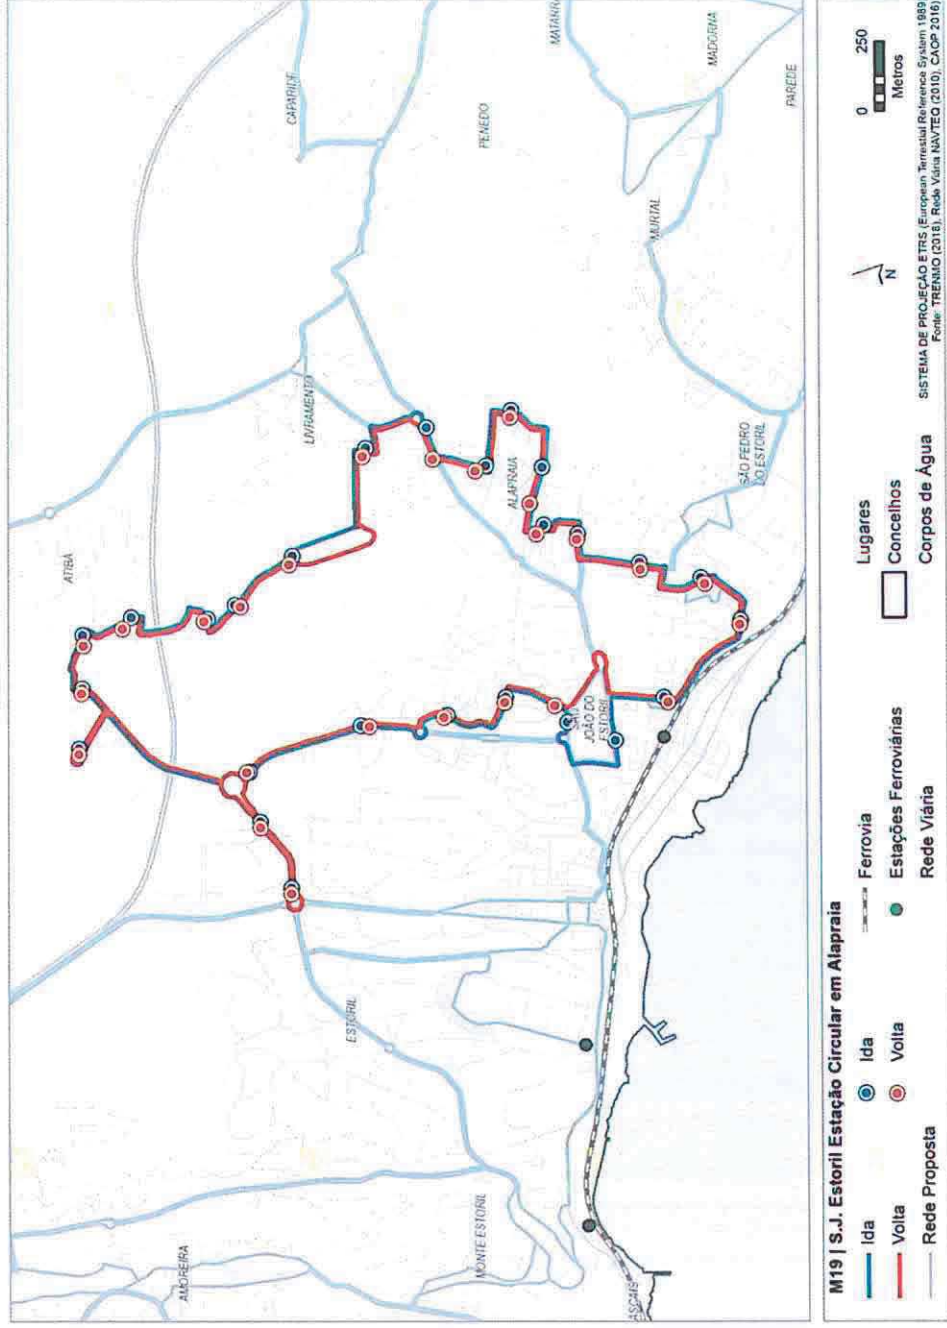 AMOREIRA
MONTE ESTORIL
ESTORIL
ATIBÁ
LIVRAMENTO
CAPARIDE
PENEDO
MADORNA
PAREDE
MURTAL
ALAPRAIA
SÃO PEDRO
DO ESTORIL
SÃO
JOÃO DO
ESTORIL
M19 | S.J. Estoril Estação Circular em Alapraia
Ida
Volta
Rede Proposta
Ida
Volta
Ferrovia
Estações Ferroviárias
Rede Viária
Lugares
Concelhos
Corpos de Água
N
0 250
Metros
SISTEMA DE PROJEÇÃO ETRS (European Terrestrial Reference System 1989)
Fonte: TRENMO (2018), Rede Viária NAVTEQ (2010), CAOP 2016)